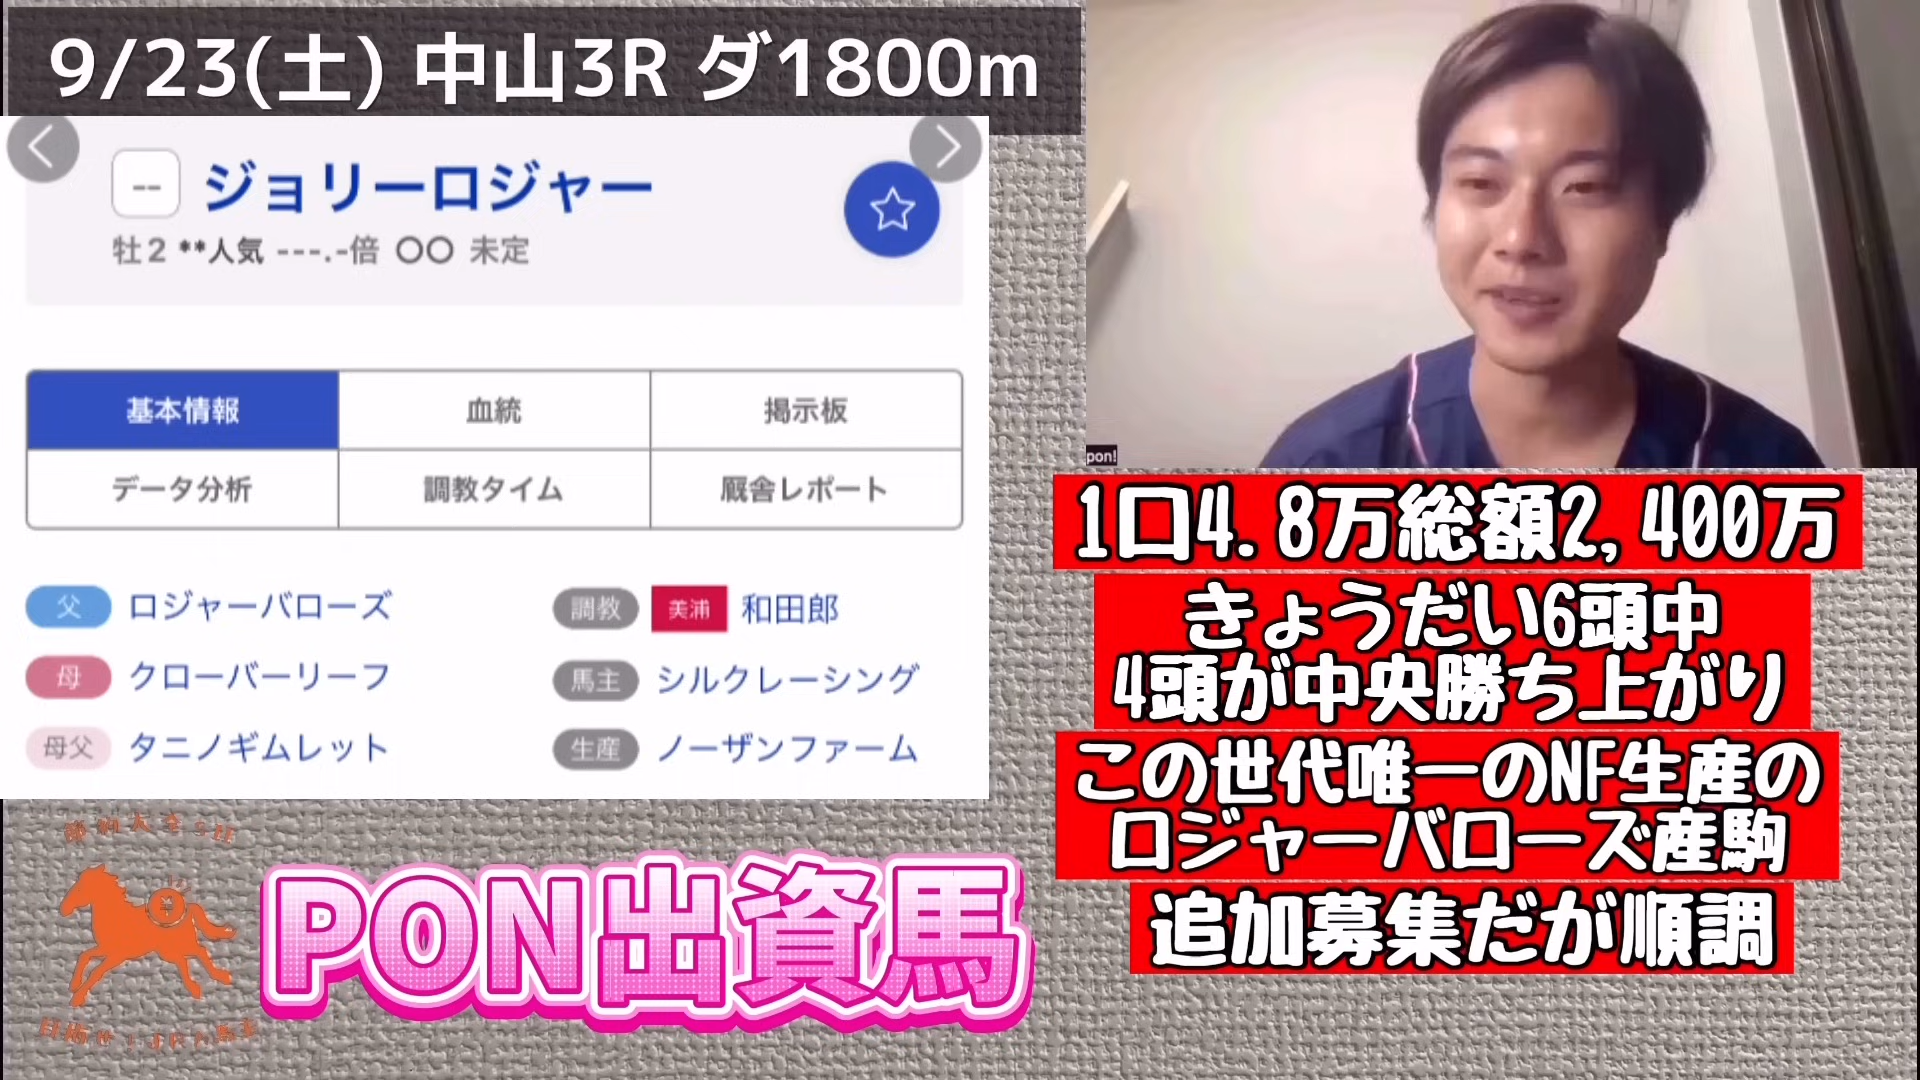 9/23(土) 中山3R ダ1800m
-- ジョリーロジャー
牡2 **人気 ---.-倍 〇〇 未定
基本情報 血統 掲示板
データ分析 調教タイム 厩舎レポート
父 ロジャーバローズ 調教 美浦 和田郎
母 クローバーリーフ 馬主 シルクレーシング
母父 タニノギムレット 生産 ノーザンファーム
pon!
1口4.8万総額2,400万
きょうだい6頭中
4頭が中央勝ち上がり
この世代唯一のNF生産の
ロジャーバローズ産駒
追加募集だが順調
¥
PON出資馬